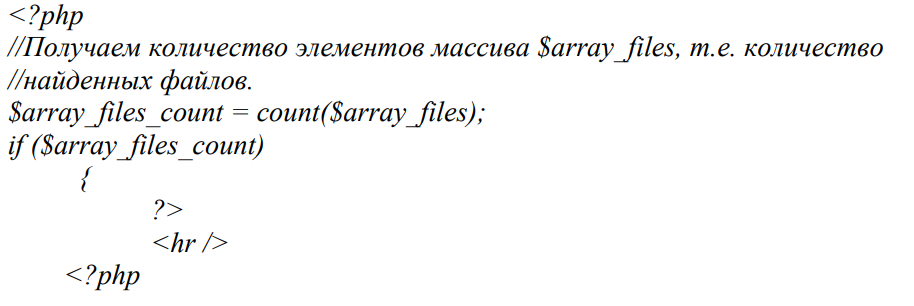 <?php
//Получаем количество элементов массива $array_files, т.е. количество
//найденных файлов.
$array_files_count = count($array_files);
if ($array_files_count)
{
?>
<hr />
<?php